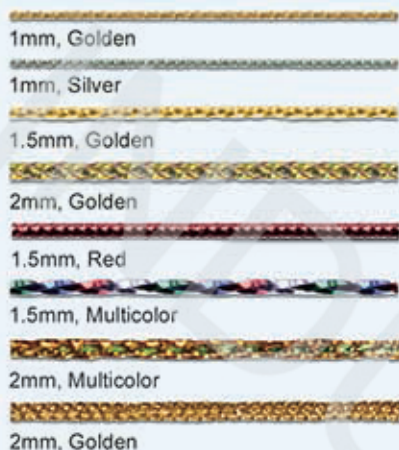 1mm, Golden
1mm, Silver
1.5mm, Golden
2mm, Golden
1.5mm, Red
1.5mm, Multicolor
2mm, Multicolor
2mm, Golden